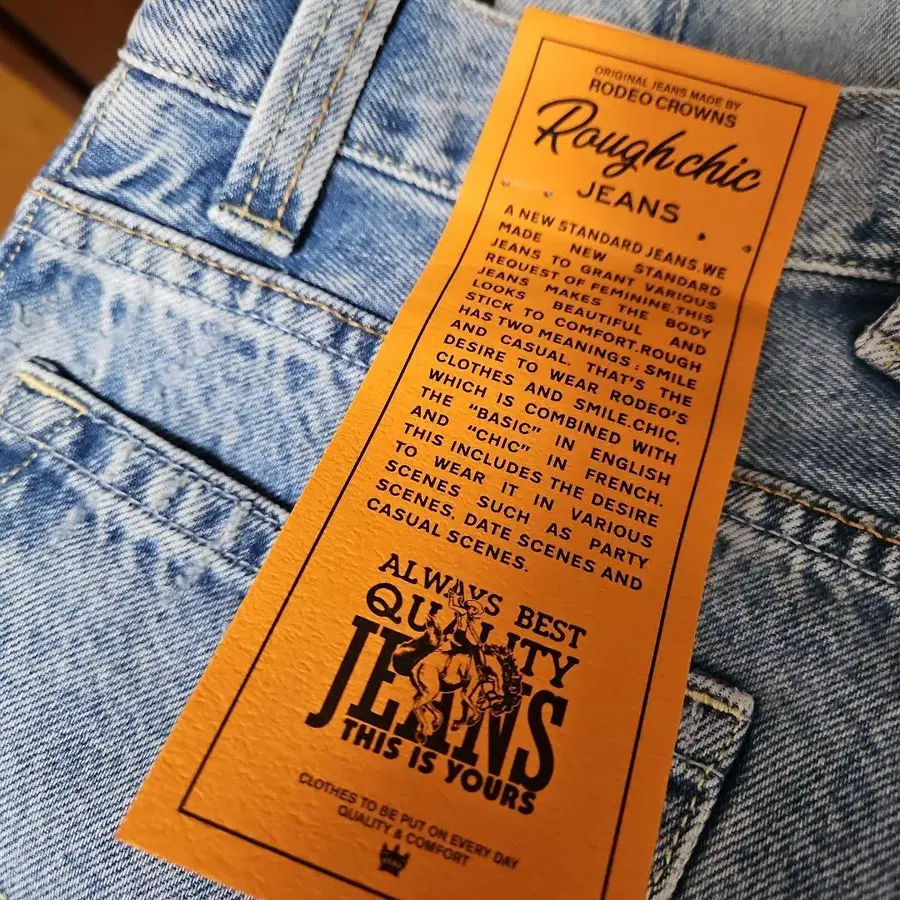 ORIGINAL JEANS MADE BY
RODEO CROWNS
Rough chic
JEANS
A NEW STANDARD JEANS.WE
MADE NEW STANDARD
JEANS TO GRANT VARIOUS
REQUEST OF FEMININE.THIS
JEANS MAKES THE BODY
LOOKS BEAUTIFUL AND
STICK TO COMFORT.ROUGH
HAS TWO MEANINGS : SMILE
AND CASUAL. THAT'S THE
DESIRE TO WEAR RODEO'S
CLOTHES AND SMILE.CHIC,
WHICH IS COMBINED WITH
THE "BASIC" IN ENGLISH
AND "CHIC" IN FRENCH.
THIS INCLUDES THE DESIRE
TO WEAR IT IN VARIOUS
SCENES SUCH AS PARTY
SCENES, DATE SCENES AND
CASUAL SCENES.
ALWAYS BEST
QUALITY
JEANS
THIS IS YOURS
CLOTHES TO BE PUT ON EVERY DAY
QUALITY & COMFORT